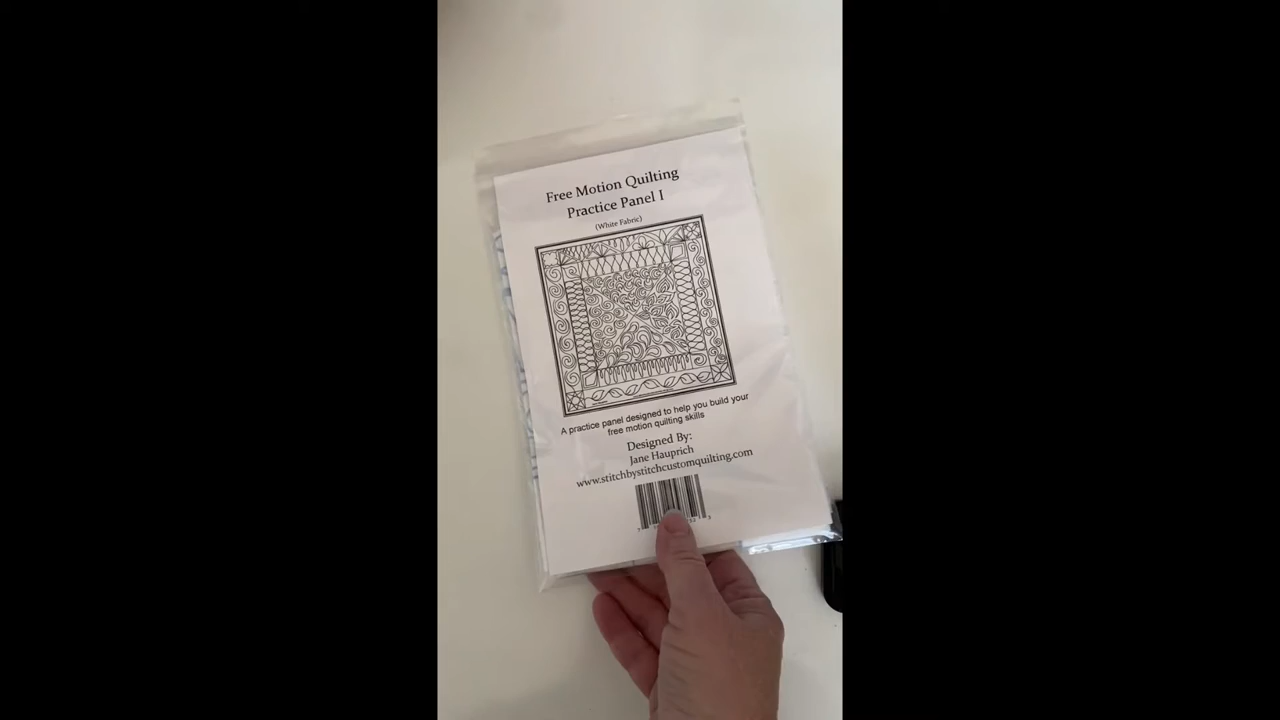 Free Motion Quilting
Practice Panel I
(White Fabric)
A practice panel designed to help you build your
free motion quilting skills
Designed By:
Jane Hauprich
www.stitchbystitchcustomquilting.com